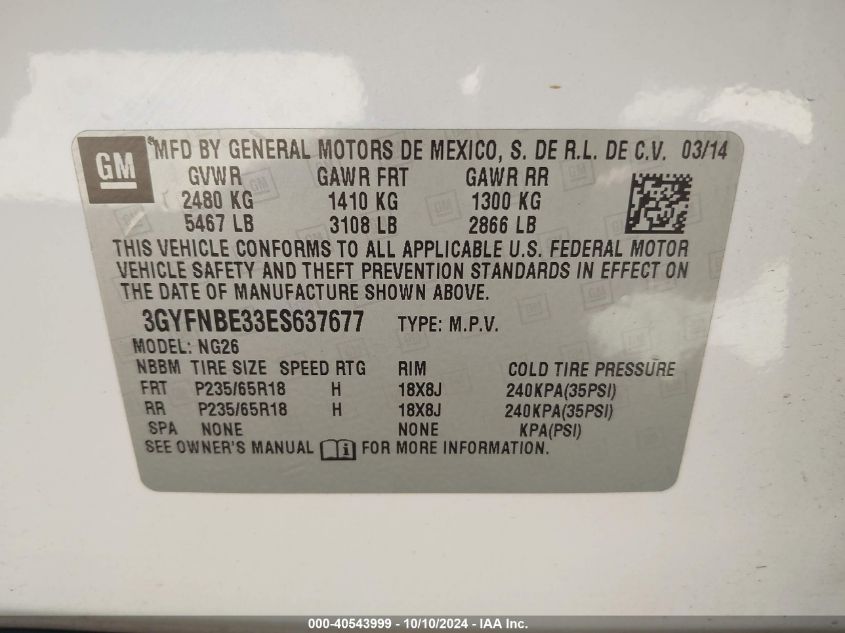 GM
MFD BY GENERAL MOTORS DE MEXICO, S. DE R.L. DE C.V. 03/14
GVWR GAWR FRT GAWR RR
2480 KG 1410 KG 1300 KG
5467 LB 3108 LB 2866 LB
THIS VEHICLE CONFORMS TO ALL APPLICABLE U.S. FEDERAL MOTOR
VEHICLE SAFETY AND THEFT PREVENTION STANDARDS IN EFFECT ON
THE DATE OF MANUFACTURE SHOWN ABOVE.
3GYFNBE33ES637677 TYPE: M.P.V.
MODEL: NG26
NBBM TIRE SIZE SPEED RTG RIM COLD TIRE PRESSURE
FRT P235/65R18 H 18X8J 240KPA(35PSI)
RR P235/65R18 H 18X8J 240KPA(35PSI)
SPA NONE NONE KPA(PSI)
SEE OWNER'S MANUAL i FOR MORE INFORMATION.
000-40543999 - 10/10/2024 - IAA Inc.